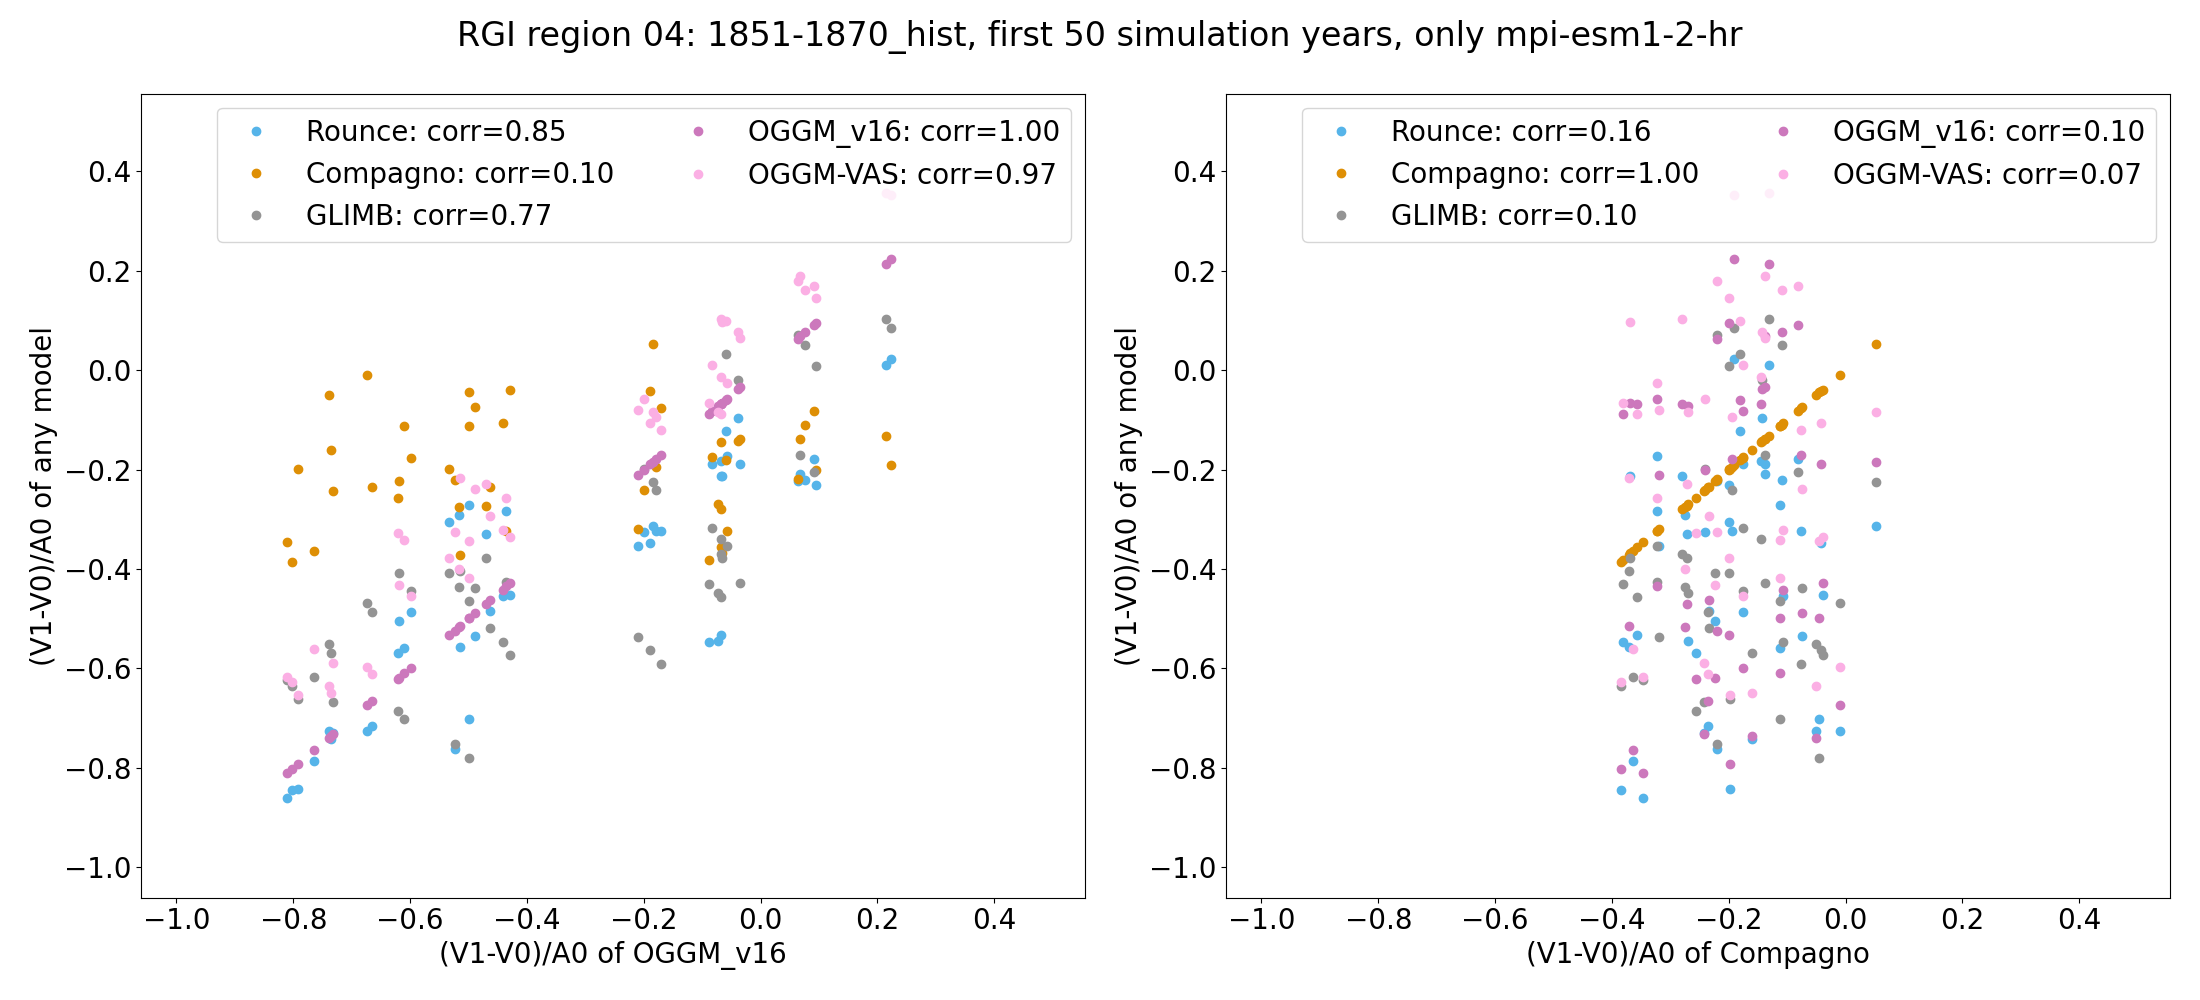 RGI region 04: 1851-1870_hist, first 50 simulation years, only mpi-esm1-2-hr
Rounce: corr=0.85
Compagno: corr=0.10
GLIMB: corr=0.77
OGGM_v16: corr=1.00
OGGM-VAS: corr=0.97
0.4
0.2
0.0
−0.2
−0.4
−0.6
−0.8
−1.0
(V1-V0)/A0 of any model
−1.0 −0.8 −0.6 −0.4 −0.2 0.0 0.2 0.4
(V1-V0)/A0 of OGGM_v16
Rounce: corr=0.16
Compagno: corr=1.00
GLIMB: corr=0.10
OGGM_v16: corr=0.10
OGGM-VAS: corr=0.07
0.4
0.2
0.0
−0.2
−0.4
−0.6
−0.8
−1.0
(V1-V0)/A0 of any model
−1.0 −0.8 −0.6 −0.4 −0.2 0.0 0.2 0.4
(V1-V0)/A0 of Compagno